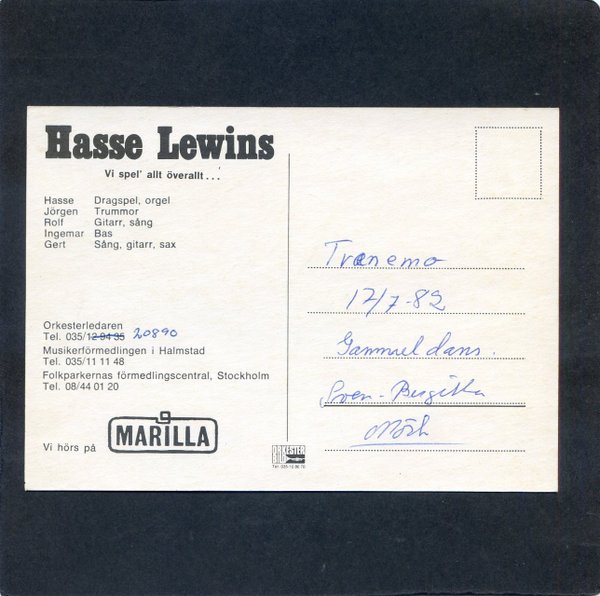 Hasse Lewins
Vi spel' allt överallt...
Hasse Dragspel, orgel
Jörgen Trummor
Rolf Gitarr, sång
Ingemar Bas
Gert Sång, gitarr, sax
Orkesterledaren
Tel. 035/12 94 35 20890
Musikerförmedlingen i Halmstad
Tel. 035/11 11 48
Folkparkernas förmedlingscentral, Stockholm
Tel. 08/44 01 20
Vi hörs på MARILLA
ORKESTER
Tranemo
17/7-82
Gammeldans.
Sven - Birgitta